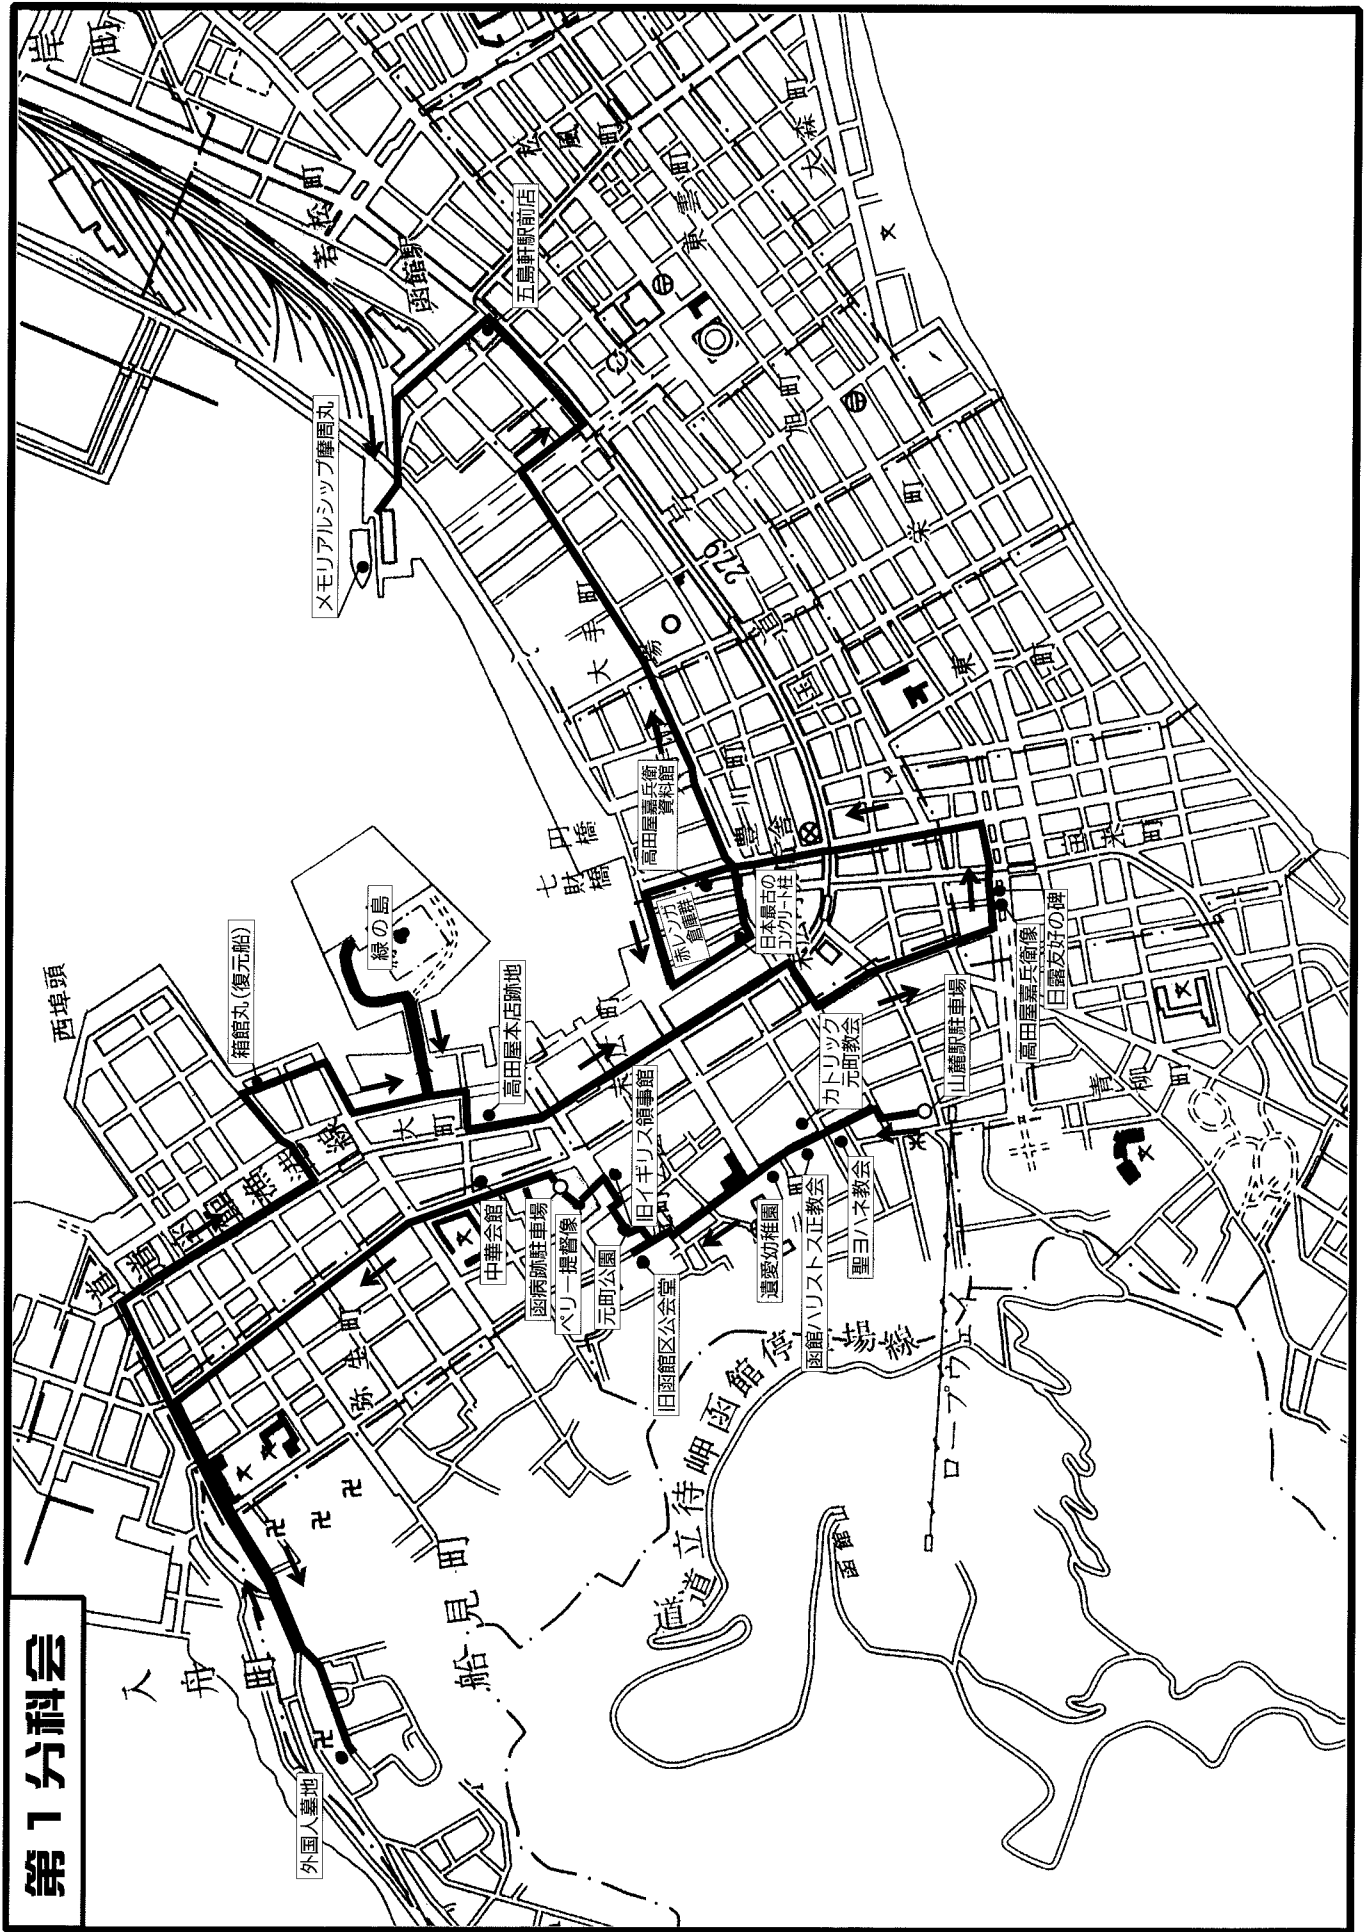 第1分科会
外国人墓地
入舟町
船見町
弥生町
西埠頭
箱館丸(復元船)
緑の島
大町
高田屋本店跡地
末広町
中華会館
函病跡駐車場
ペリー提督像
元町公園
旧イギリス領事館
旧函館区公会堂
遺愛幼稚園
函館ハリストス正教会
聖ヨハネ教会
カトリック
元町教会
山麓駅駐車場
高田屋嘉兵衛像
日露友好の碑
日本最古の
コンクリート柱
赤レンガ
倉庫群
高田屋嘉兵衛
資料館
七財橋
豊川町
大手町
メモリアルシップ摩周丸
五島軒駅前店
函館駅
若松町
松風町
東雲町
大森町
旭町
栄町
東川町
宝来町
青柳町
国道
279
道立待岬函館停車場線
ロープウェイ
函館山